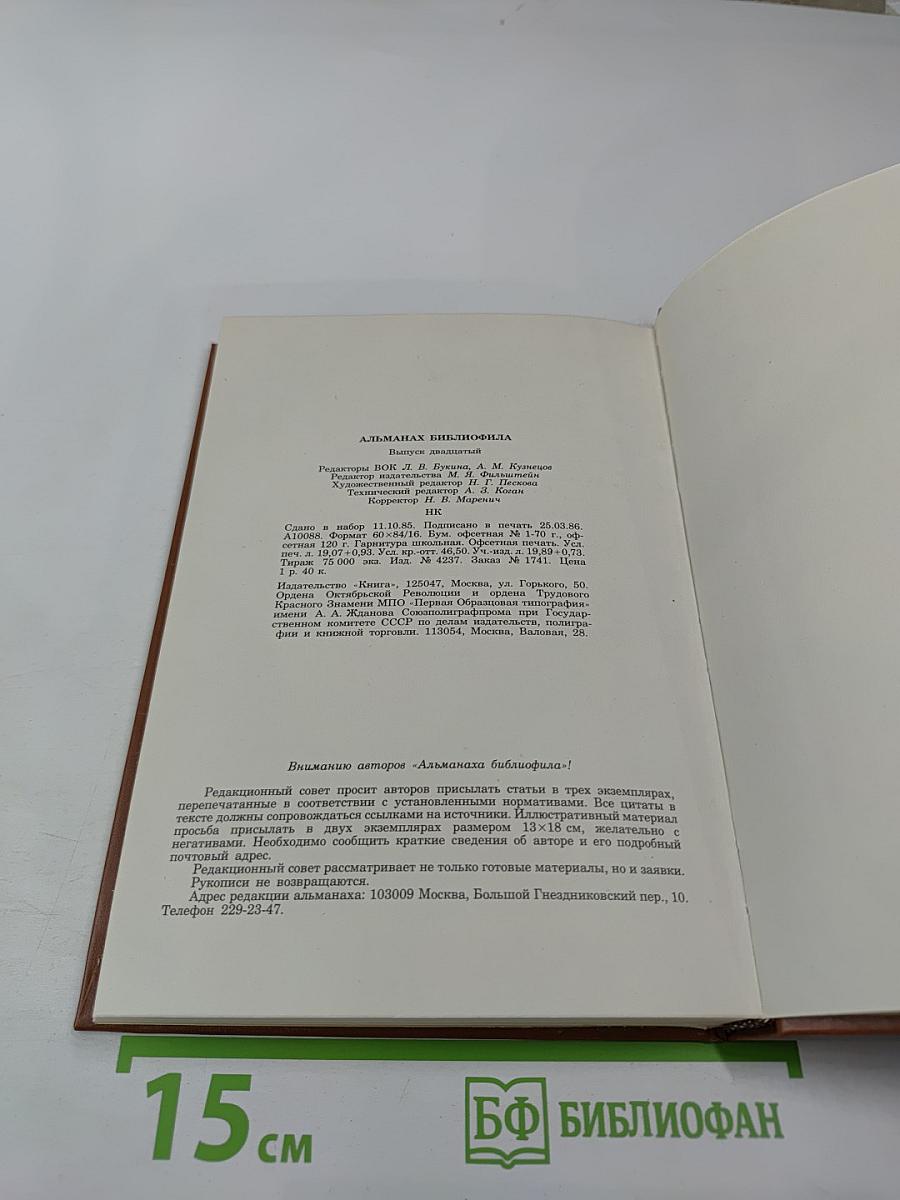 АЛЬМАНАХ БИБЛИОФИЛА
Выпуск двадцатый
Редакторы ВОК Л. В. Букина, А. М. Кузнецов
Редактор издательства М. Я. Фильштейн
Художественный редактор Н. Г. Пескова
Технический редактор А. З. Коган
Корректор Н. В. Маренич
НК
Сдано в набор 11.10.85. Подписано в печать 25.03.86.
А10088. Формат 60×84/16. Бум. офсетная № 1-70 г., оф-
сетная 120 г. Гарнитура школьная. Офсетная печать. Усл.
печ. л. 19,07+0,93. Усл. кр.-отт. 46,50. Уч.-изд. л. 19,89+0,73.
Тираж 75 000 экз. Изд. № 4237. Заказ № 1741. Цена
1 р. 40 к.
Издательство «Книга», 125047, Москва, ул. Горького, 50.
Ордена Октябрьской Революции и ордена Трудового
Красного Знамени МПО «Первая Образцовая типография»
имени А. А. Жданова Союзполиграфпрома при Государ-
ственном комитете СССР по делам издательств, полигра-
фии и книжной торговли. 113054, Москва, Валовая, 28.
Вниманию авторов «Альманаха библиофила»!
Редакционный совет просит авторов присылать статьи в трех экземплярах,
перепечатанные в соответствии с установленными нормативами. Все цитаты в
тексте должны сопровождаться ссылками на источники. Иллюстративный материал
просьба присылать в двух экземплярах размером 13×18 см, желательно с
негативами. Необходимо сообщить краткие сведения об авторе и его подробный
почтовый адрес.
Редакционный совет рассматривает не только готовые материалы, но и заявки.
Рукописи не возвращаются.
Адрес редакции альманаха: 103009 Москва, Большой Гнездниковский пер., 10.
Телефон 229-23-47.
15 см
БФ БИБЛИОФАН